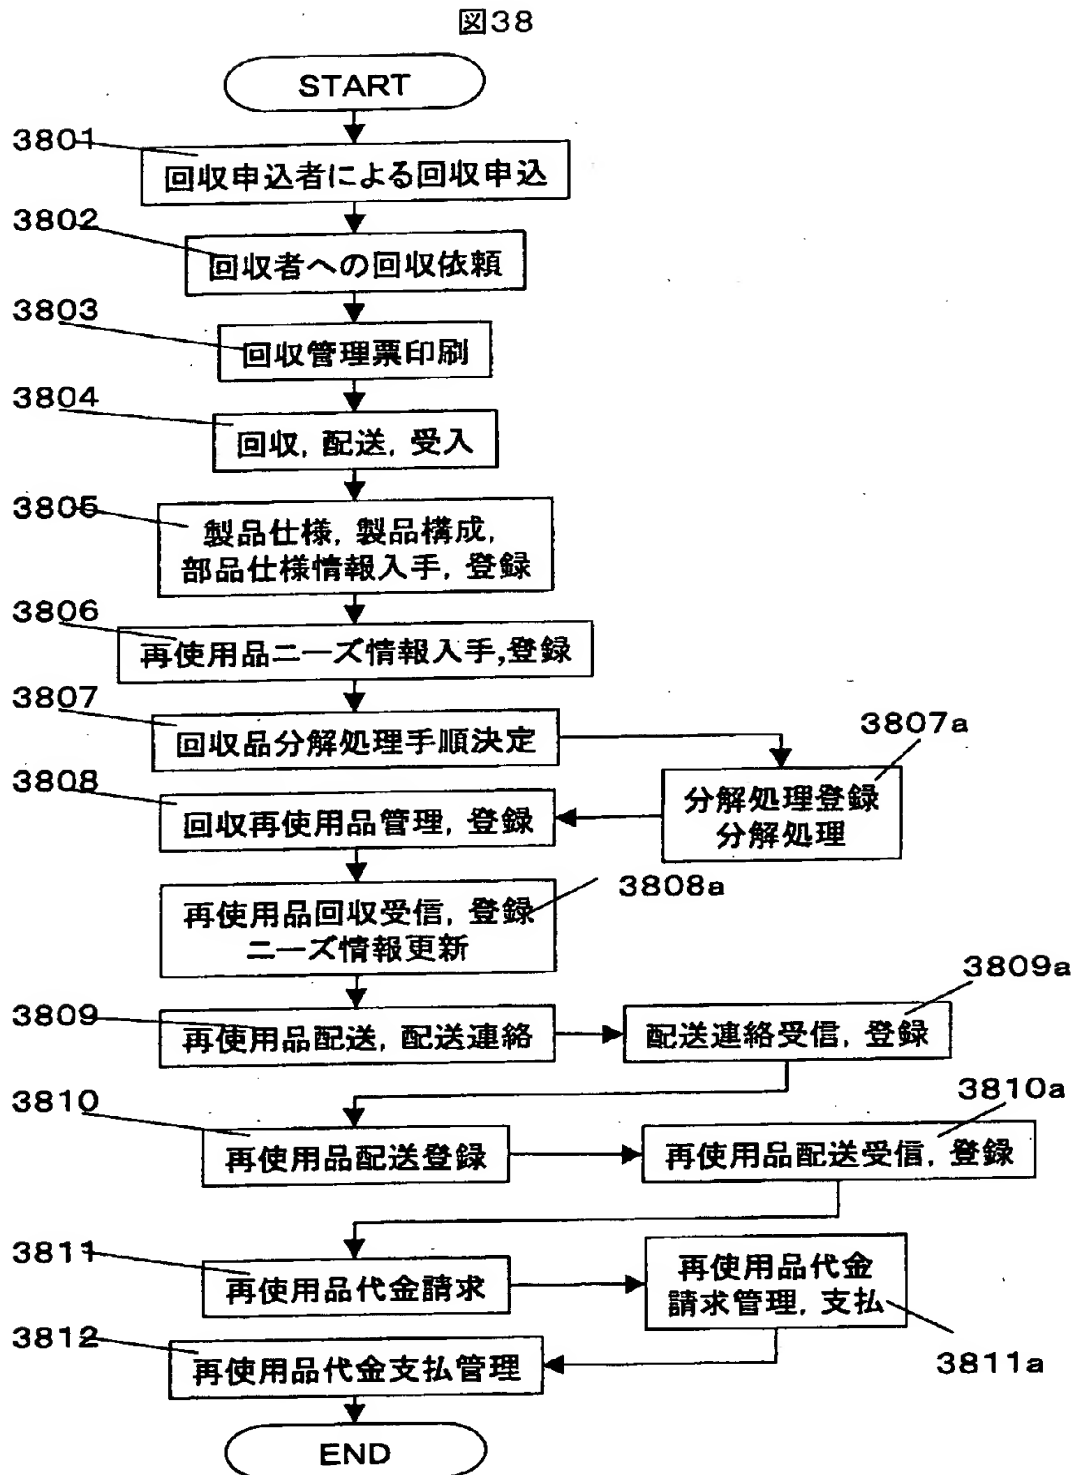 図38
START
3801
回収申込者による回収申込
3802
回収者への回収依頼
3803
回収管理票印刷
3804
回収, 配送, 受入
3805
製品仕様, 製品構成,
部品仕様情報入手, 登録
3806
再使用品ニーズ情報入手,登録
3807
回収品分解処理手順決定
3807a
分解処理登録
分解処理
3808
回収再使用品管理, 登録
3808a
再使用品回収受信, 登録
ニーズ情報更新
3809
再使用品配送, 配送連絡
3809a
配送連絡受信, 登録
3810
再使用品配送登録
3810a
再使用品配送受信, 登録
3811
再使用品代金請求
再使用品代金
請求管理, 支払
3811a
3812
再使用品代金支払管理
END